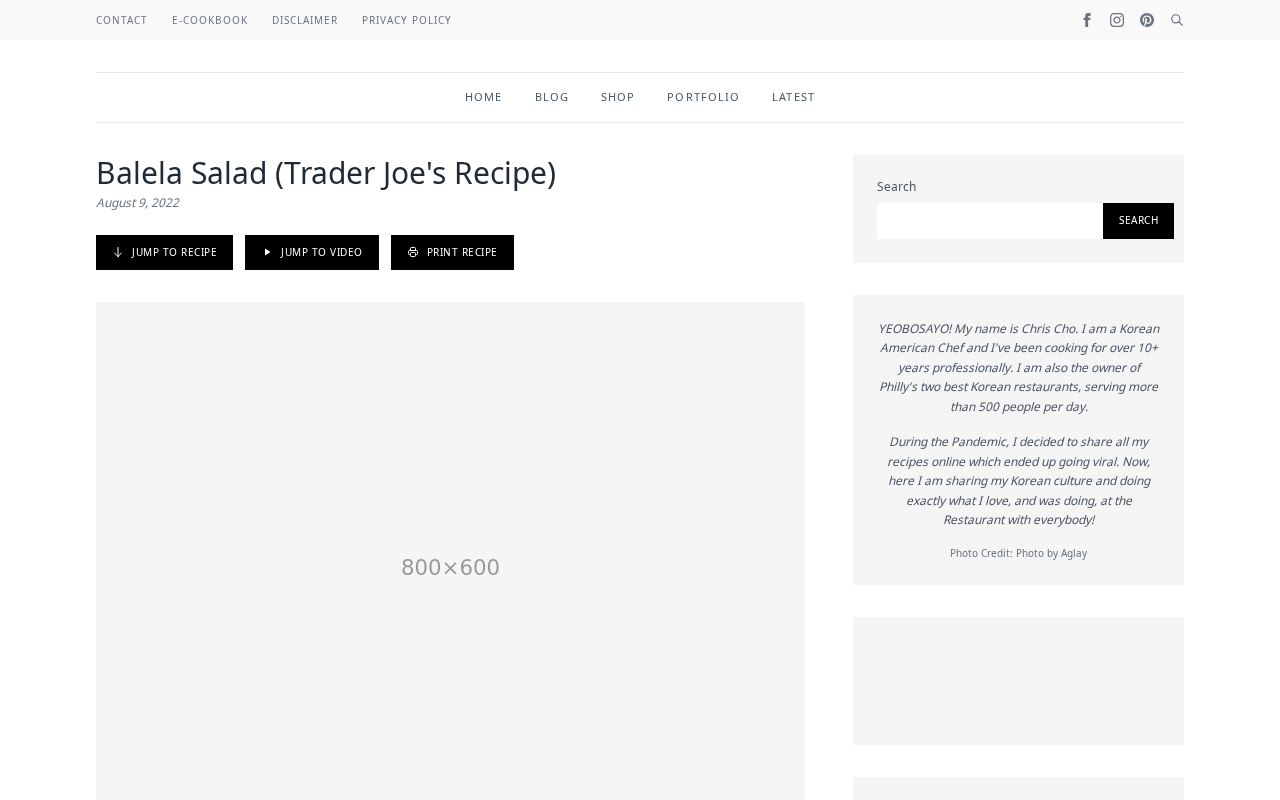 CONTACT E-COOKBOOK DISCLAIMER PRIVACY POLICY
HOME BLOG SHOP PORTFOLIO LATEST
Balela Salad (Trader Joe's Recipe)
August 9, 2022
JUMP TO RECIPE JUMP TO VIDEO PRINT RECIPE
800×600
Search
SEARCH
YEOBOSAYO! My name is Chris Cho. I am a Korean
American Chef and I've been cooking for over 10+
years professionally. I am also the owner of
Philly's two best Korean restaurants, serving more
than 500 people per day.
During the Pandemic, I decided to share all my
recipes online which ended up going viral. Now,
here I am sharing my Korean culture and doing
exactly what I love, and was doing, at the
Restaurant with everybody!
Photo Credit: Photo by Aglay